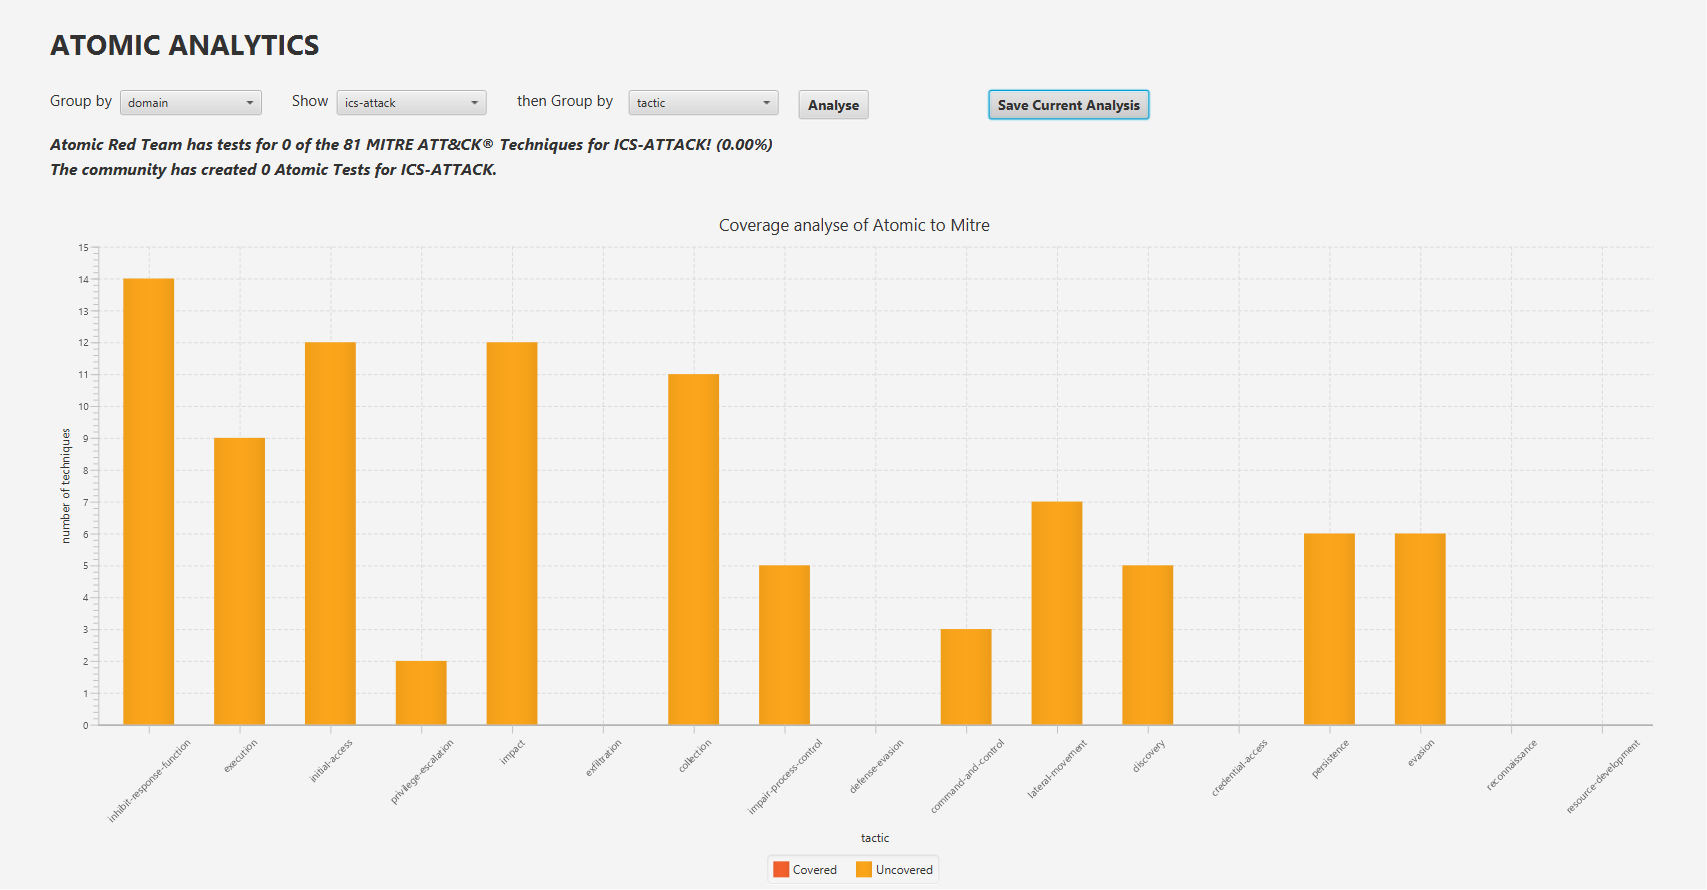 ATOMIC ANALYTICS
Group by domain Show ics-attack then Group by tactic Analyse Save Current Analysis
Atomic Red Team has tests for 0 of the 81 MITRE ATT&CK® Techniques for ICS-ATTACK! (0.00%)
The community has created 0 Atomic Tests for ICS-ATTACK.
Coverage analyse of Atomic to Mitre
15
14
13
12
11
10
9
8
7
6
5
4
3
2
1
0
number of techniques
inhibit-response-function
execution
initial-access
privilege-escalation
impact
exfiltration
collection
impair-process-control
defense-evasion
command-and-control
lateral-movement
discovery
credential-access
persistence
evasion
reconnaissance
resource-development
tactic
Covered Uncovered